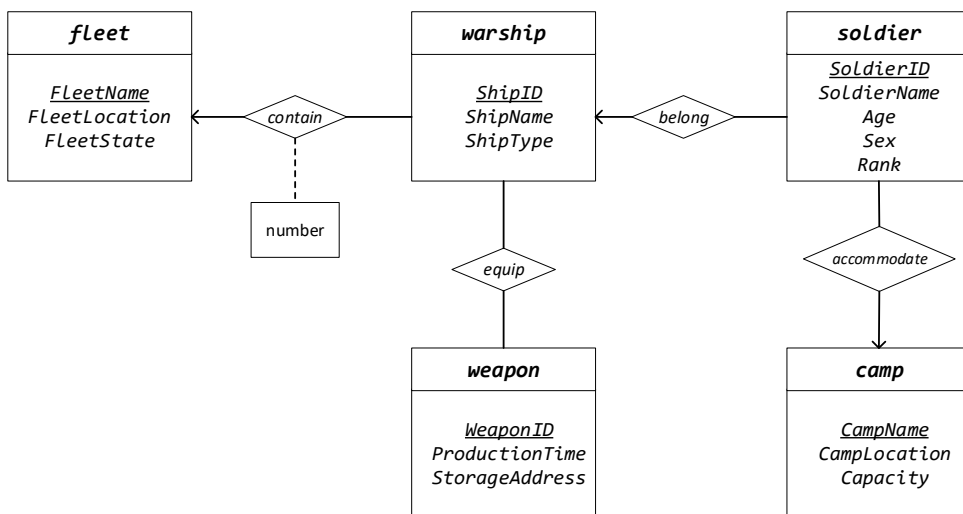 fleet
FleetName
FleetLocation
FleetState
contain
number
warship
ShipID
ShipName
ShipType
belong
soldier
SoldierID
SoldierName
Age
Sex
Rank
equip
accommodate
weapon
WeaponID
ProductionTime
StorageAddress
camp
CampName
CampLocation
Capacity